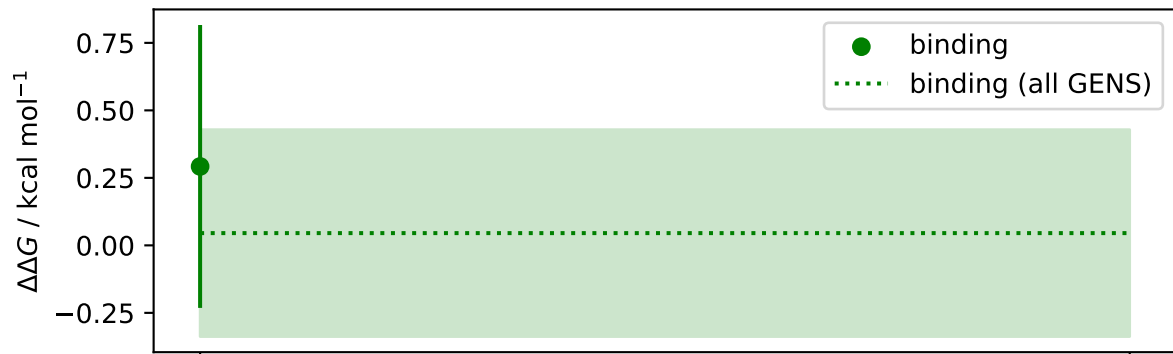 0.75
0.50
0.25
0.00
−0.25
ΔΔG / kcal mol⁻¹
binding
binding (all GENS)